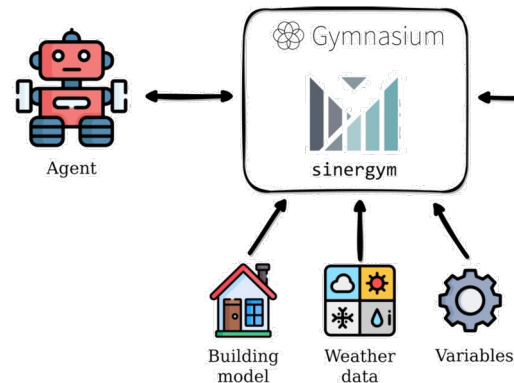 Gymnasium
sinergym
Agent
Building
model
Weather
data
Variables
i